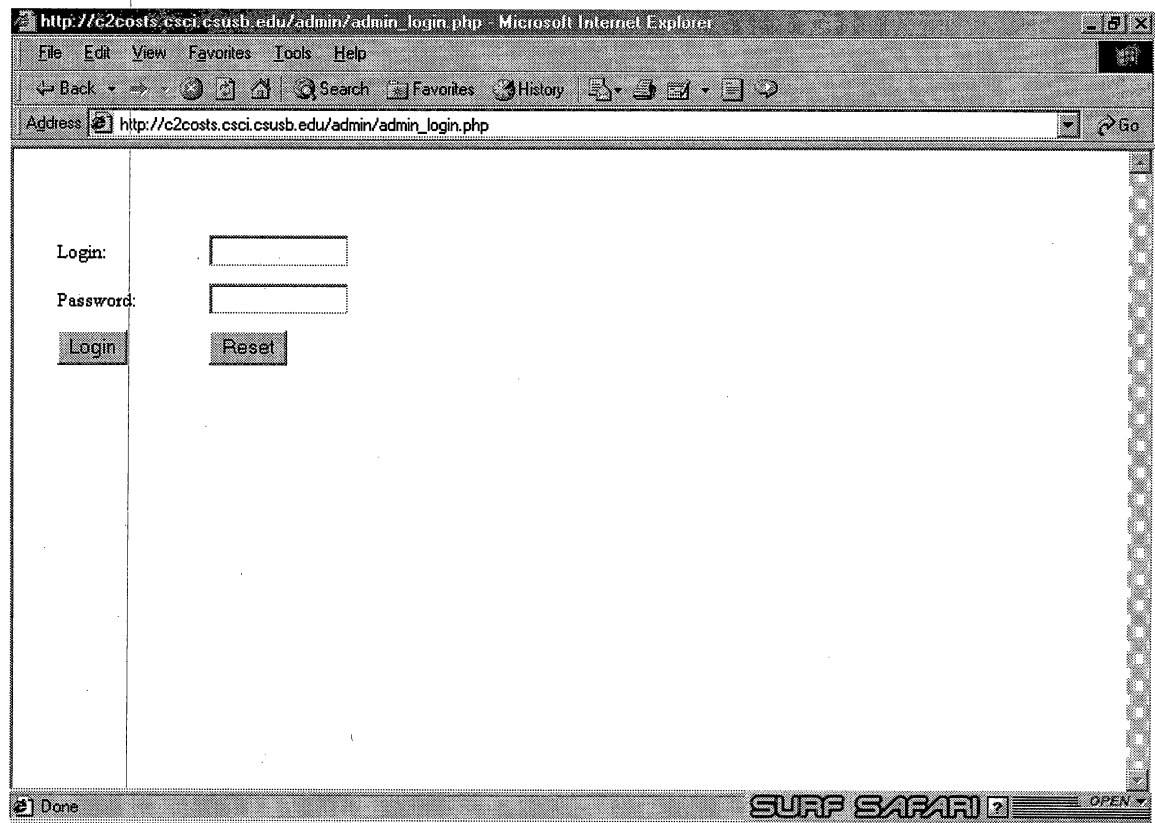 http://c2costs.csci.csusb.edu/admin/admin_login.php - Microsoft Internet Explorer
File Edit View Favorites Tools Help
Back Search Favorites History
Address http://c2costs.csci.csusb.edu/admin/admin_login.php Go
Login:
Password:
Login Reset
Done SURF SAFARI ? OPEN